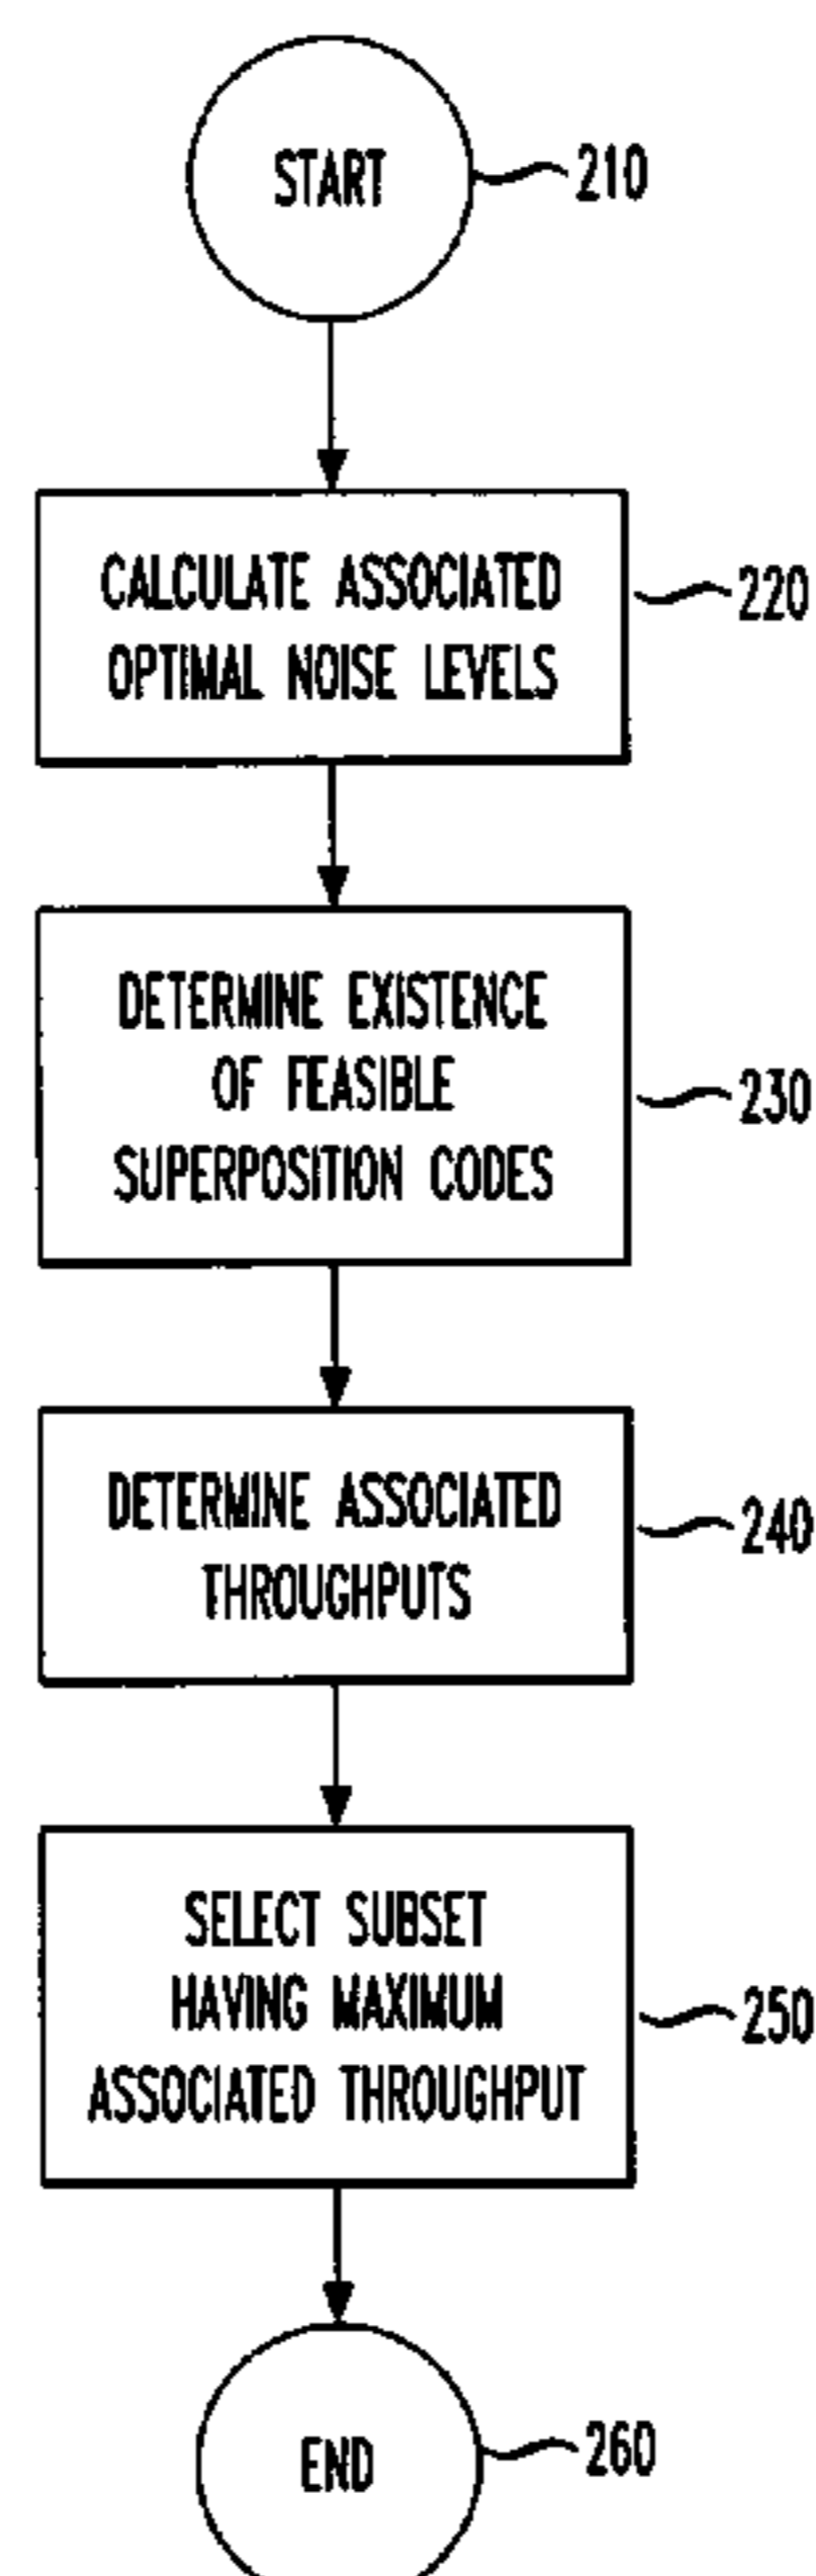 START
210
CALCULATE ASSOCIATED
OPTIMAL NOISE LEVELS
220
DETERMINE EXISTENCE
OF FEASIBLE
SUPERPOSITION CODES
230
DETERMINE ASSOCIATED
THROUGHPUTS
240
SELECT SUBSET
HAVING MAXIMUM
ASSOCIATED THROUGHPUT
250
END
260